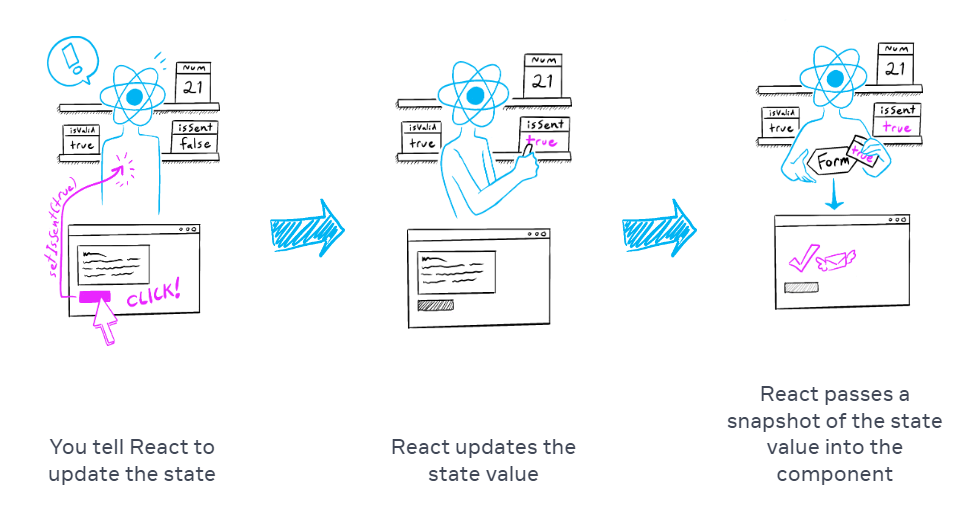 !
Num
21
isValid
true
isSent
false
setIsSent(true)
CLICK!
You tell React to
update the state
Num
21
isValid
true
isSent
true
React updates the
state value
Num
21
isValid
true
isSent
true
Form
true
React passes a
snapshot of the state
value into the
component